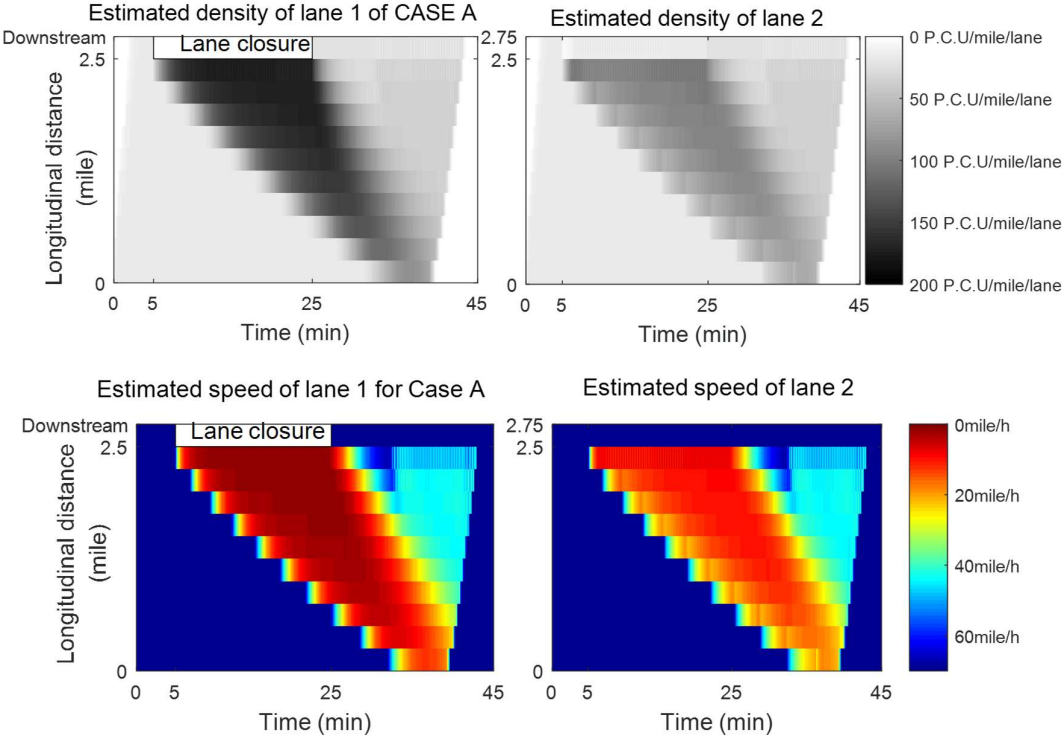 Estimated density of lane 1 of CASE A
Estimated density of lane 2
Downstream
2.5
0
Lane closure
Longitudinal distance
(mile)
0
5
25
45
Time (min)
2.75
2.5
0
0
5
25
45
Time (min)
0 P.C.U/mile/lane
50 P.C.U/mile/lane
100 P.C.U/mile/lane
150 P.C.U/mile/lane
200 P.C.U/mile/lane
Estimated speed of lane 1 for Case A
Estimated speed of lane 2
Downstream
2.5
0
Lane closure
Longitudinal distance
(mile)
0
5
25
45
Time (min)
2.75
2.5
0
0
5
25
45
Time (min)
0mile/h
20mile/h
40mile/h
60mile/h